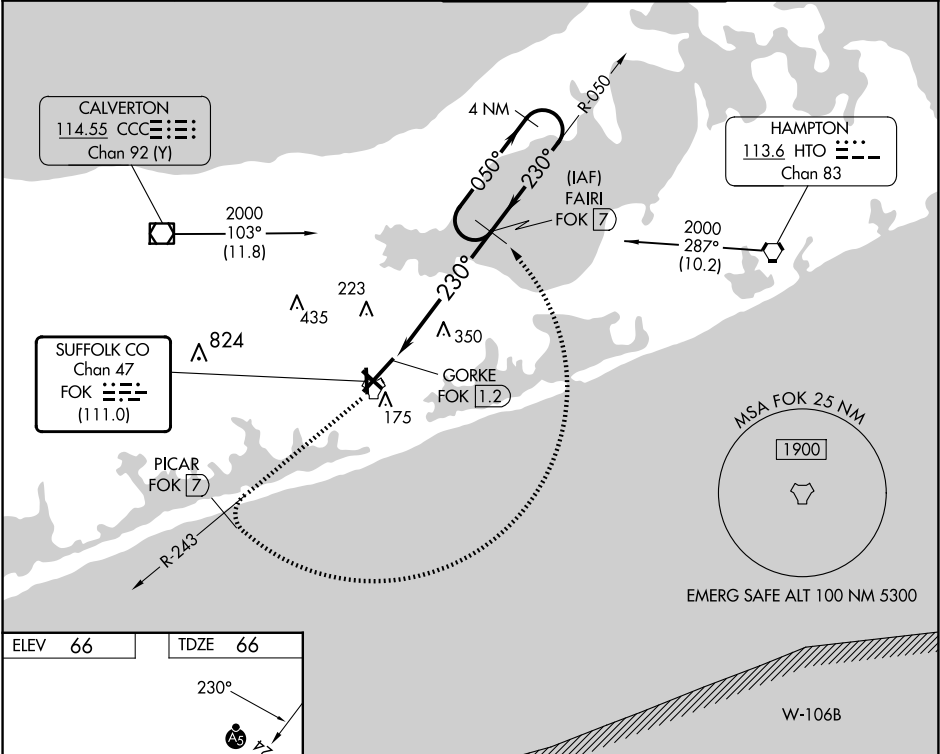 CALVERTON
114.55 CCC
Chan 92 (Y)
4 NM
R-050
HAMPTON
113.6 HTO
Chan 83
050°
230°
(IAF)
FAIRI
FOK 7
2000
103°
(11.8)
2000
287°
(10.2)
230°
435
223
350
824
SUFFOLK CO
Chan 47
FOK
(111.0)
GORKE
FOK 1.2
175
MSA FOK 25 NM
1900
PICAR
FOK 7
R-243
EMERG SAFE ALT 100 NM 5300
ELEV 66
TDZE 66
230°
A5
24
W-106B